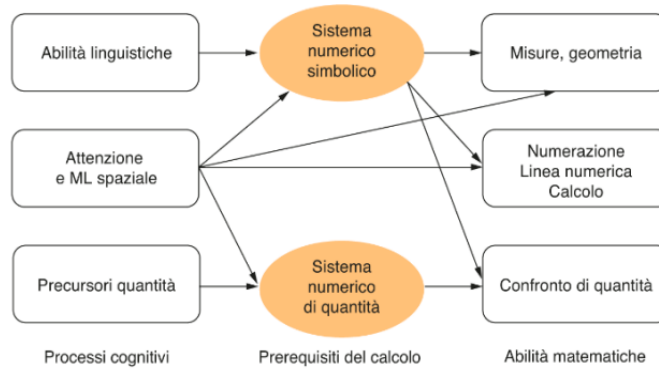 Abilità linguistiche
Sistema
numerico
simbolico
Misure, geometria
Attenzione
e ML spaziale
Numerazione
Linea numerica
Calcolo
Precursori quantità
Sistema
numerico
di quantità
Confronto di quantità
Processi cognitivi
Prerequisiti del calcolo
Abilità matematiche